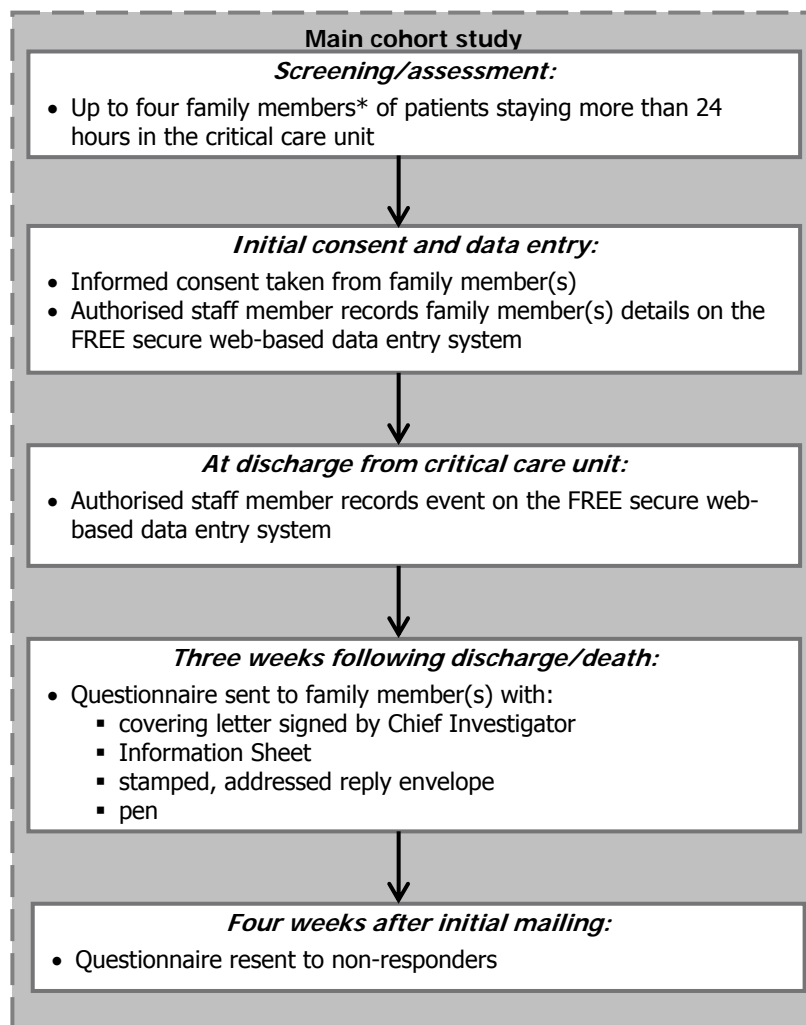 Main cohort study
Screening/assessment:
• Up to four family members* of patients staying more than 24
hours in the critical care unit
Initial consent and data entry:
• Informed consent taken from family member(s)
• Authorised staff member records family member(s) details on the
FREE secure web-based data entry system
At discharge from critical care unit:
• Authorised staff member records event on the FREE secure web-
based data entry system
Three weeks following discharge/death:
• Questionnaire sent to family member(s) with:
▪ covering letter signed by Chief Investigator
▪ Information Sheet
▪ stamped, addressed reply envelope
▪ pen
Four weeks after initial mailing:
• Questionnaire resent to non-responders